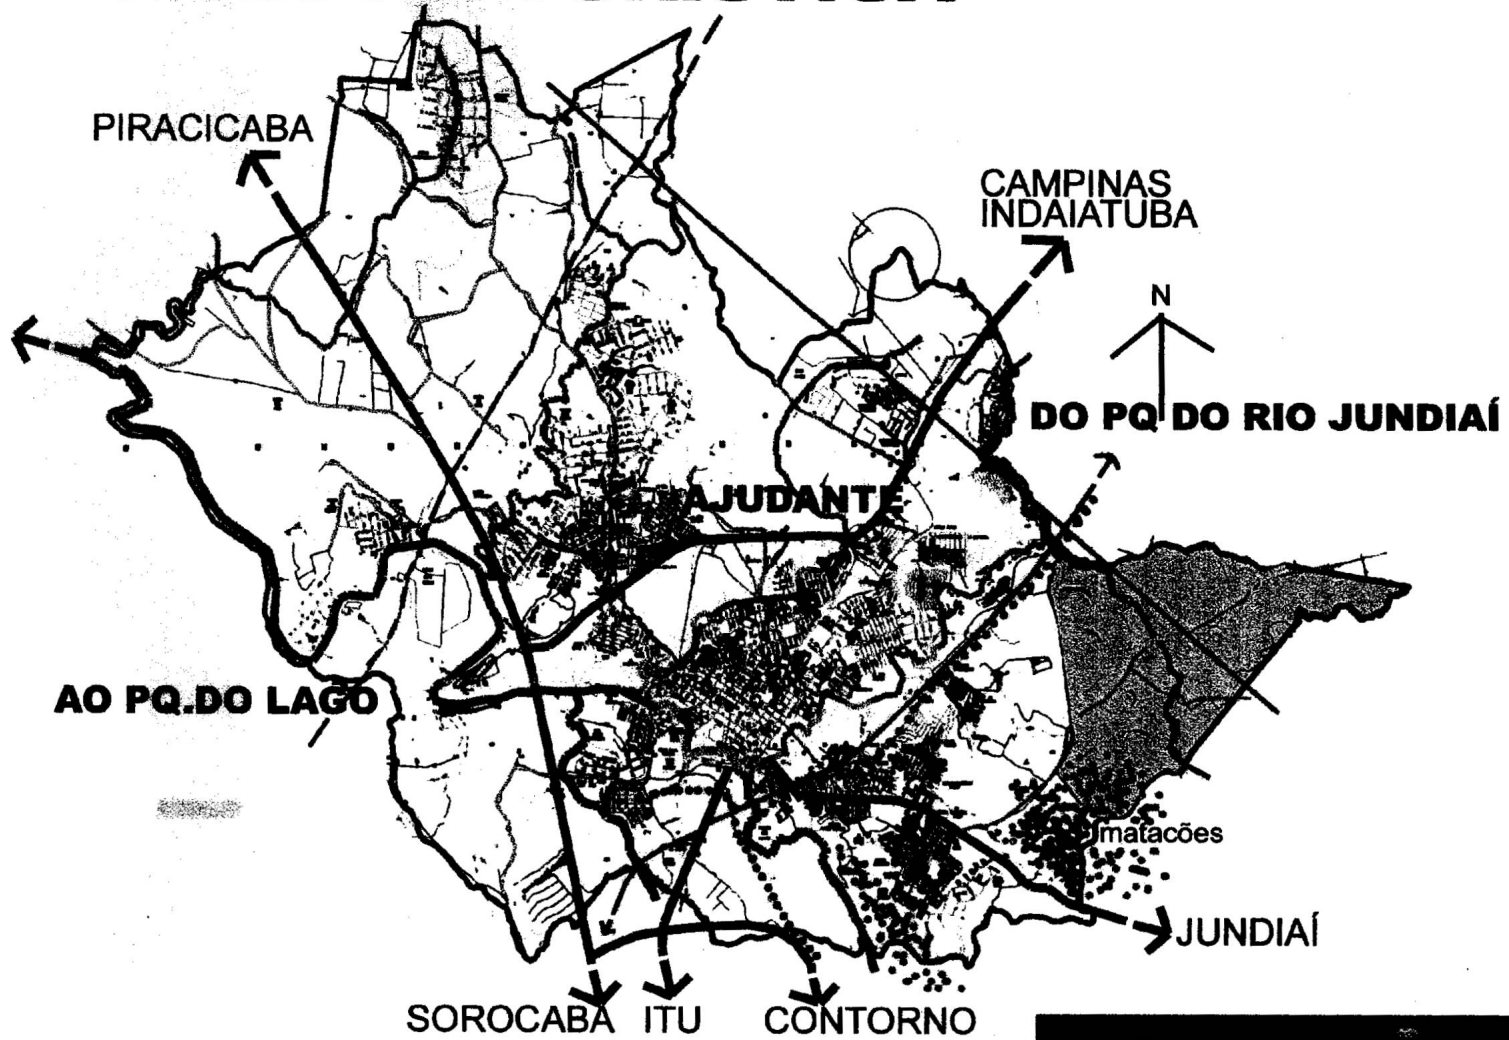 PIRACICABA
CAMPINAS
INDAIATUBA
N
DO PQ DO RIO JUNDIAÍ
AJUDANTE
AO PQ.DO LAGO
matacões
JUNDIAÍ
SOROCABA
ITU
CONTORNO